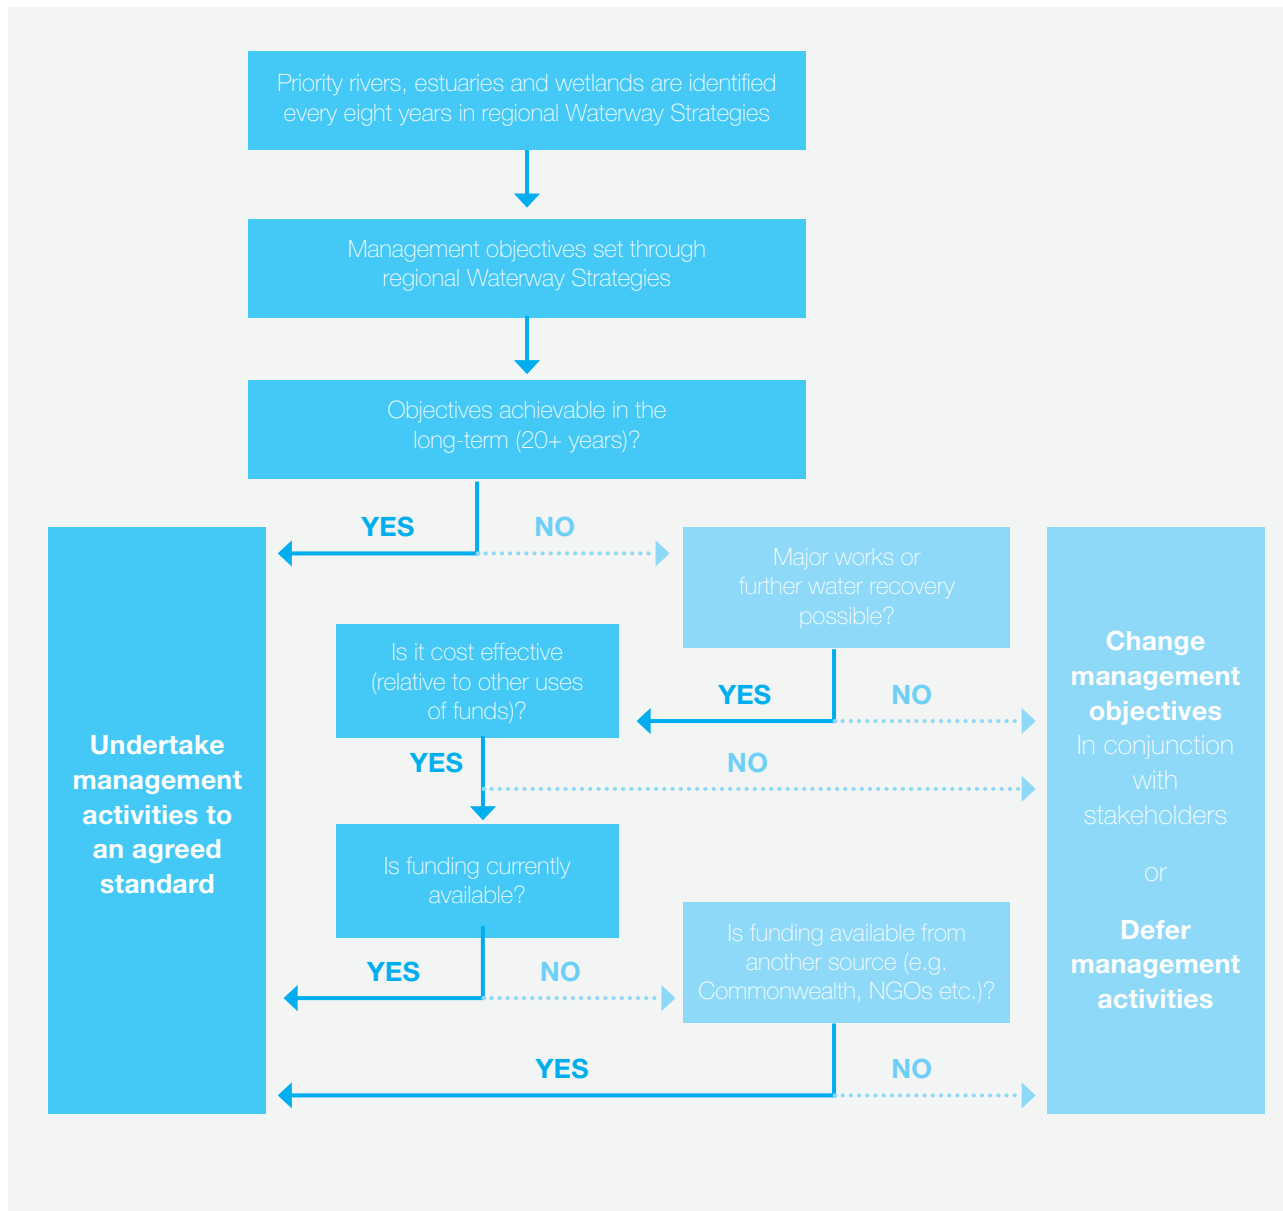 Priority rivers, estuaries and wetlands are identified
every eight years in regional Waterway Strategies
Management objectives set through
regional Waterway Strategies
Objectives achievable in the
long-term (20+ years)?
YES
NO
Major works or
further water recovery
possible?
Is it cost effective
(relative to other uses
of funds)?
YES
NO
YES
NO
Is funding currently
available?
Is funding available from
another source (e.g.
Commonwealth, NGOs etc.)?
YES
NO
YES
NO
Undertake
management
activities to
an agreed
standard
Change
management
objectives
In conjunction
with
stakeholders
or
Defer
management
activities